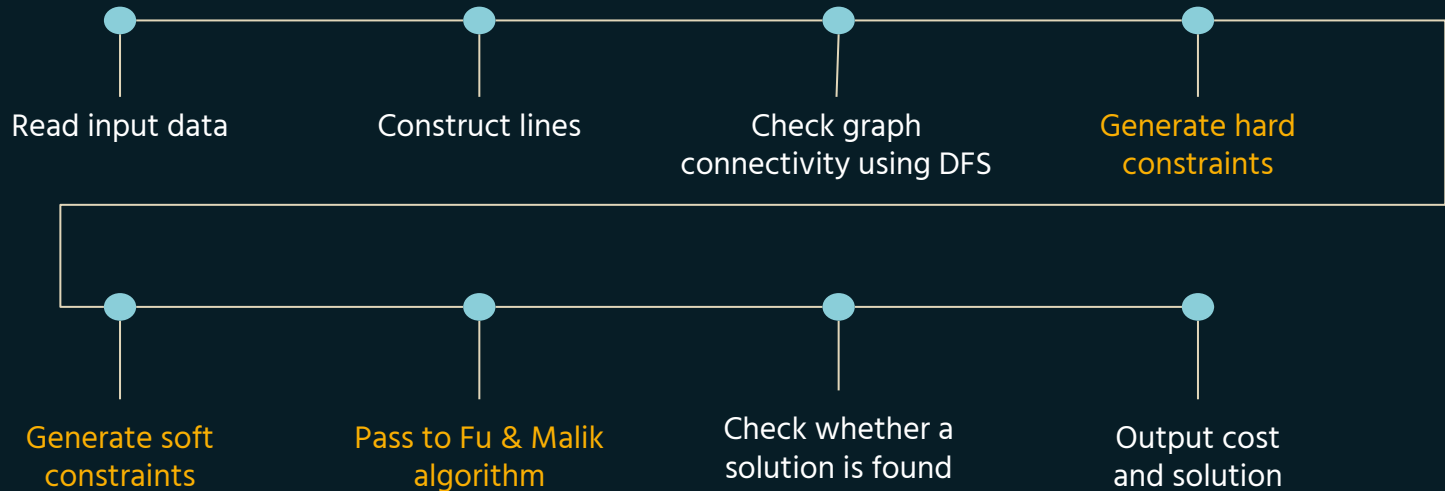 Read input data
Construct lines
Check graph
connectivity using DFS
Generate hard
constraints
Generate soft
constraints
Pass to Fu & Malik
algorithm
Check whether a
solution is found
Output cost
and solution